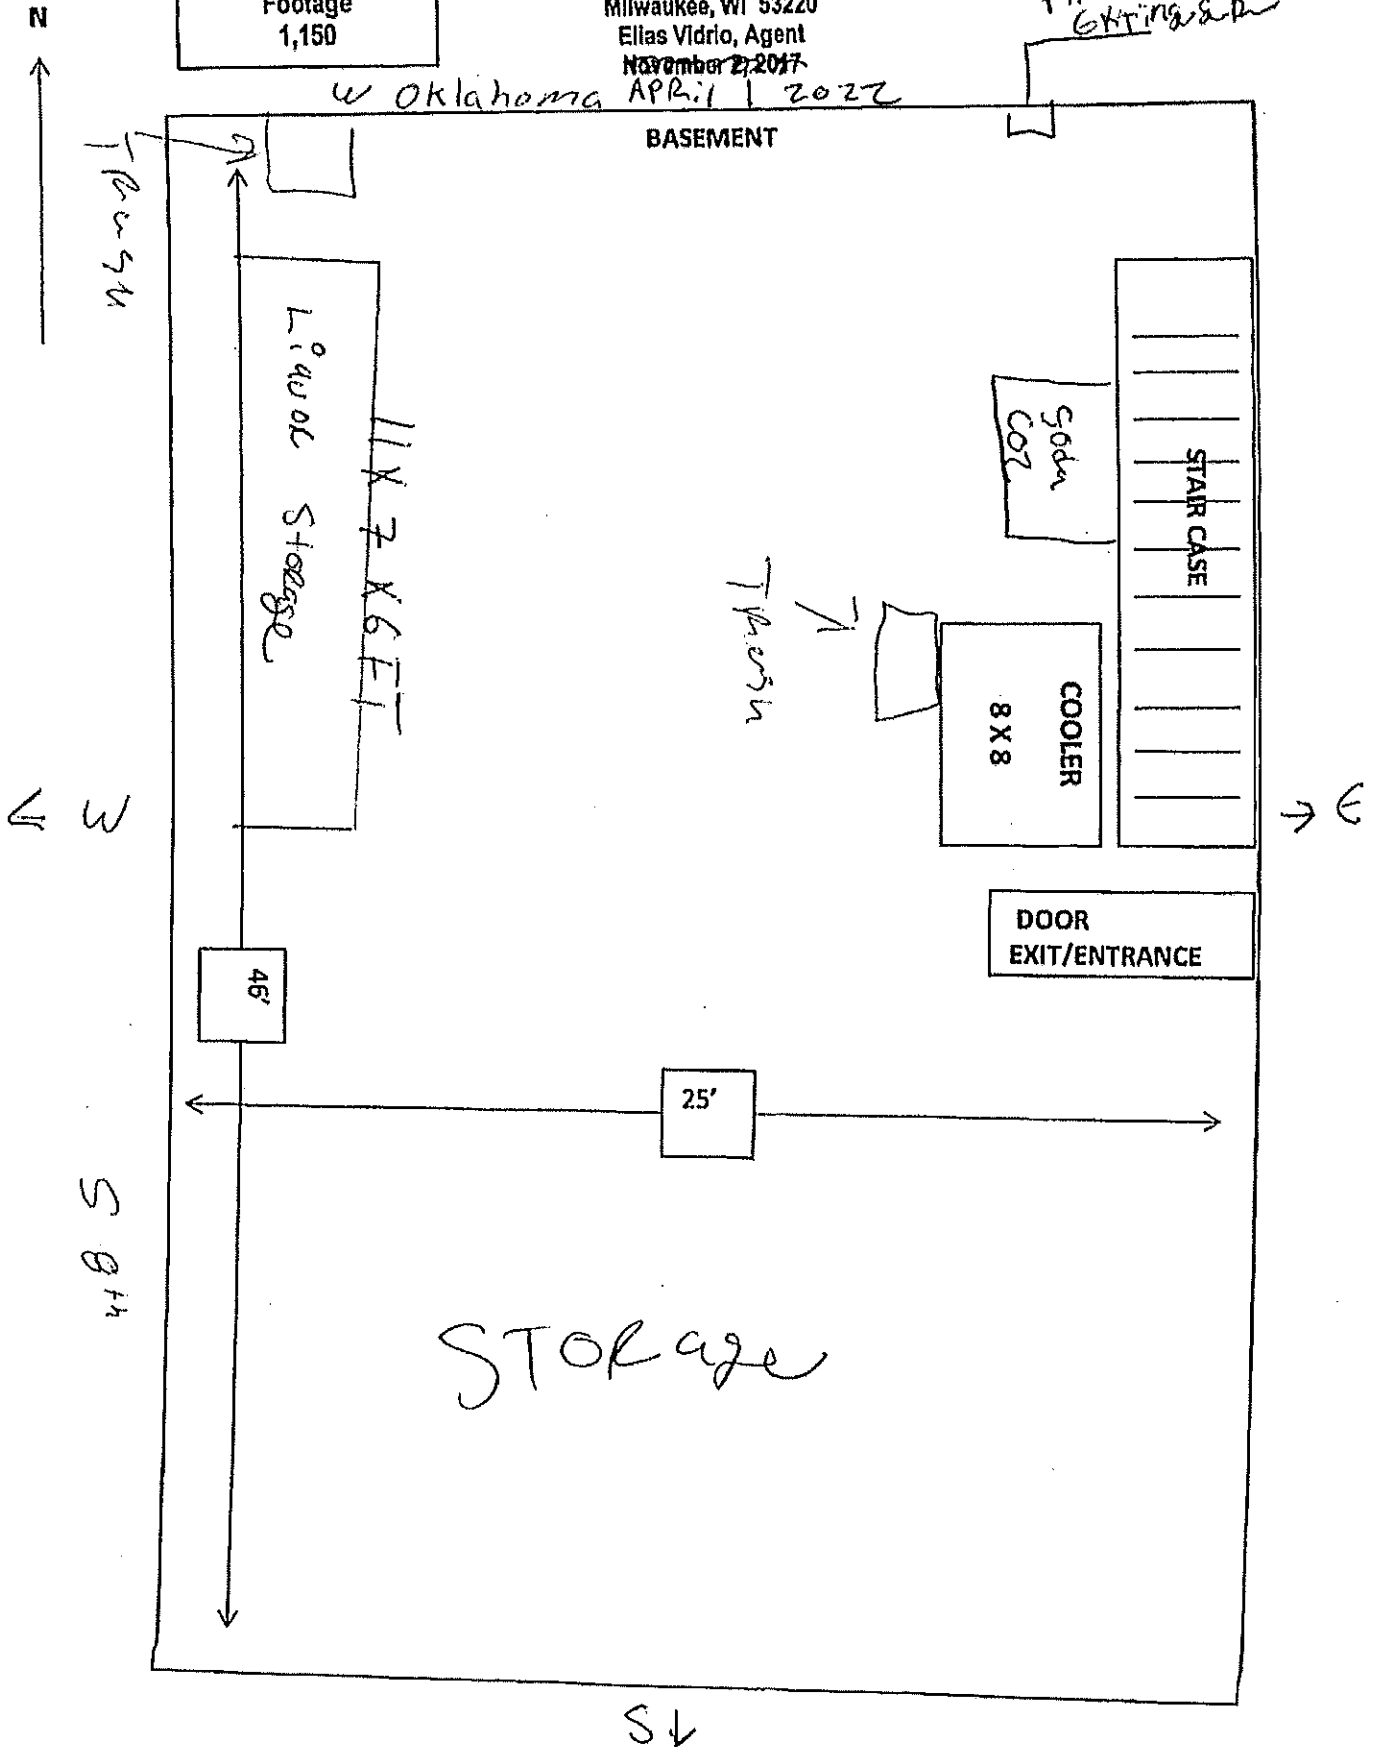 N
Footage
1,150
Milwaukee, WI 53220
Elias Vidrio, Agent
November 2, 2017
W Oklahoma APRil 1 2022
BASEMENT
TRash
Liquor Storage
11 X 7 X 6 FT
Soda
CO2
STAIR CASE
Trash
COOLER
8 X 8
W
E
DOOR
EXIT/ENTRANCE
46'
25'
S 8th
STORage
S